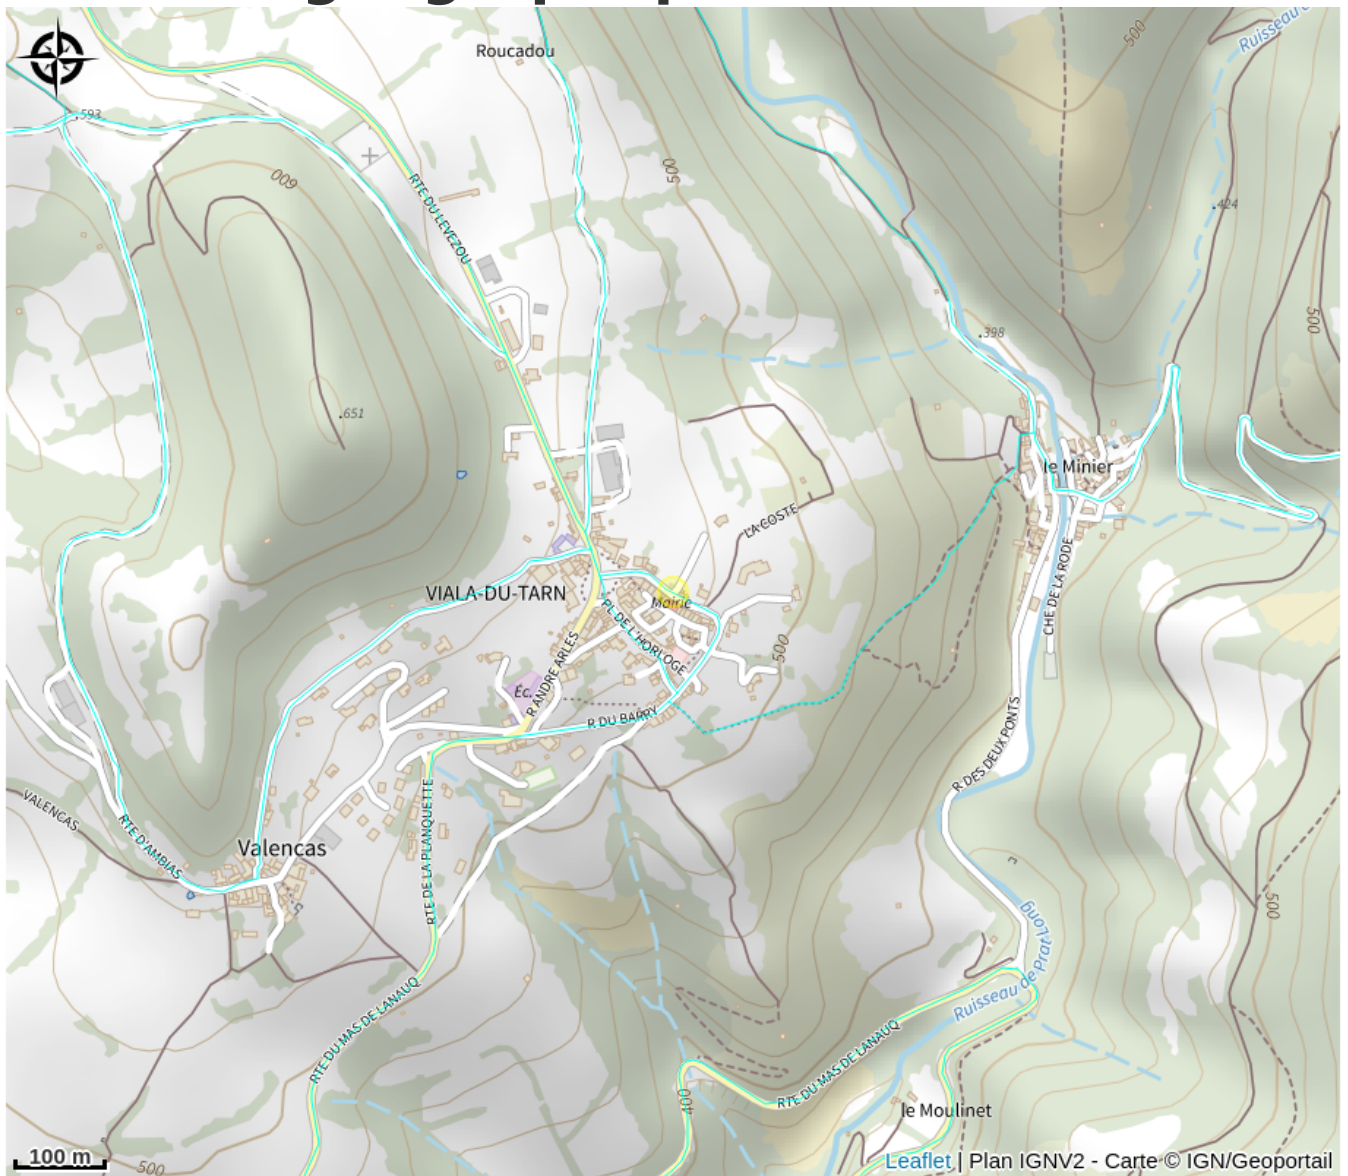 Roucadou
500
Ruisseau
.593
600
RTE DU LEVEZOU
500
.424
.398
500
.651
le Minier
LA COSTE
VIALA-DU-TARN
Mairie
PL DE L'HORLOGE
CHE DE LA RODE
500
R ANDRE ARLES
Éc.
R DU BARRY
R DES DEUX PONTS
RTE DE LA PLANQUETTE
VALENCAS
RTE D'AMBIAS
Valencas
500
Ruisseau de Prat Long
RTE DU MAS DE LANAUQ
RTE DU MAS DE LANAUQ
400
le Moulinet
100 m
500
Leaflet | Plan IGNV2 - Carte © IGN/Geoportail